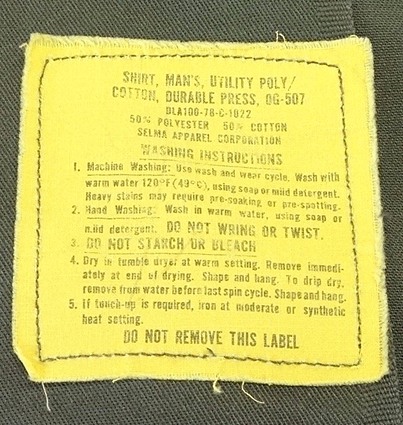 SHIRT, MAN'S, UTILITY POLY/
COTTON, DURABLE PRESS, OG-507
DLA100-78-C-1022
50% POLYESTER 50% COTTON
SELMA APPAREL CORPORATION
WASHING INSTRUCTIONS
1. Machine Washing: Use wash and wear cycle. Wash with
warm water 120°F (49°C), using soap or mild detergent.
Heavy stains may require pre-soaking or pre-spotting.
2. Hand Washing: Wash in warm water, using soap or
mild detergent. DO NOT WRING OR TWIST.
3. DO NOT STARCH OR BLEACH
4. Dry in tumble dryer at warm setting. Remove immedi-
ately at end of drying. Shape and hang. To drip dry,
remove from water before last spin cycle. Shape and hang.
5. If touch-up is required, iron at moderate or synthetic
heat setting.
DO NOT REMOVE THIS LABEL